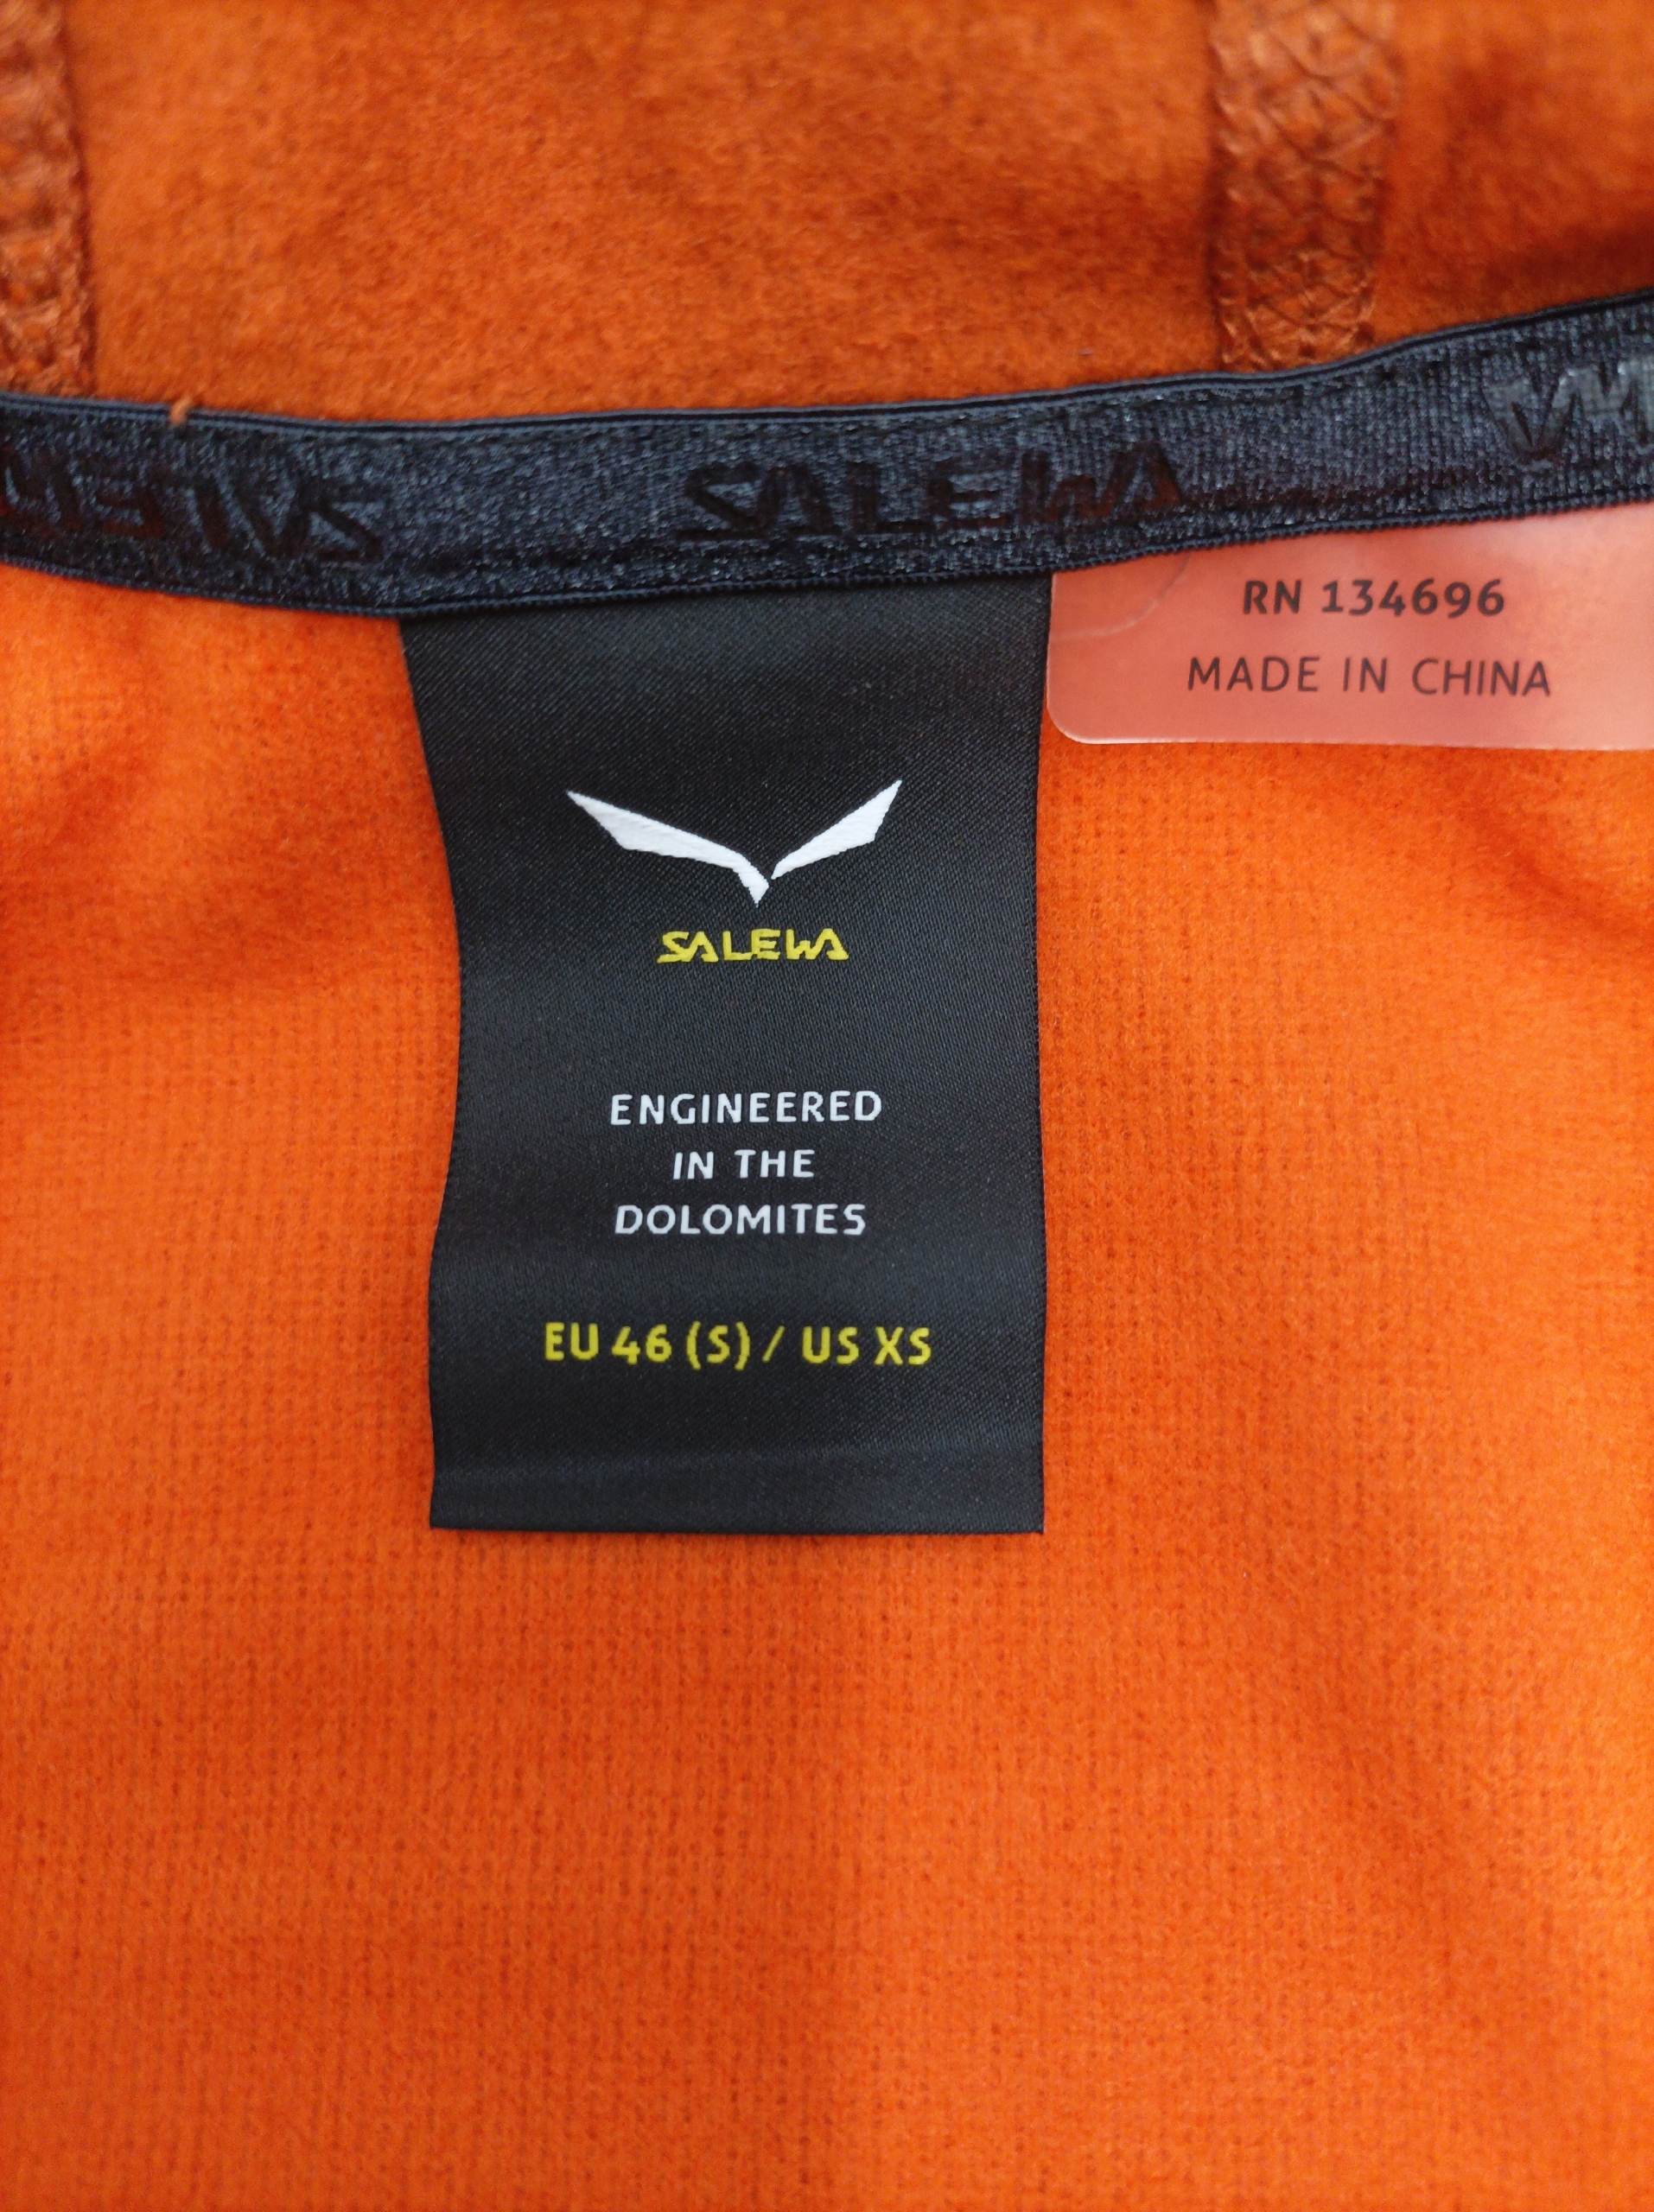 SALEWA
SALEWA
RN 134696
MADE IN CHINA
SALEWA
ENGINEERED
IN THE
DOLOMITES
EU 46 (S) / US XS